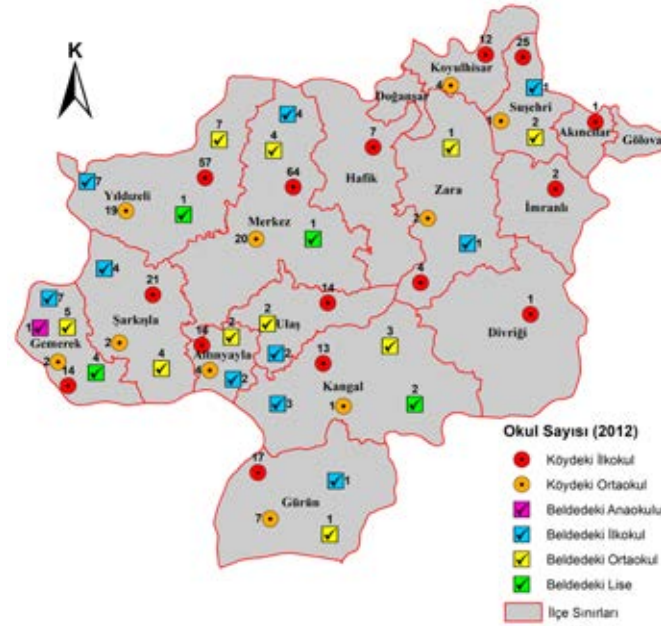 K
12
25
Koyulhisar
4
1
Doğanşar
Suşehri
1
2
1
Akıncılar
Gölova
4
7
4
1
7
57
64
7
Hafik
2
İmranlı
Zara
2
Yıldızeli
19
1
Merkez
20
1
1
4
21
14
4
1
Divriği
7
5
1
Gemerek
2
14
4
Şarkışla
2
4
2
Ulaş
2
Altınyayla
4
2
2
3
13
Kangal
1
2
3
17
Gürün
1
7
1
Okul Sayısı (2012)
Köydeki İlkokul
Köydeki Ortaokul
Beldedeki Anaokulu
Beldedeki İlkokul
Beldedeki Ortaokul
Beldedeki Lise
İlçe Sınırları